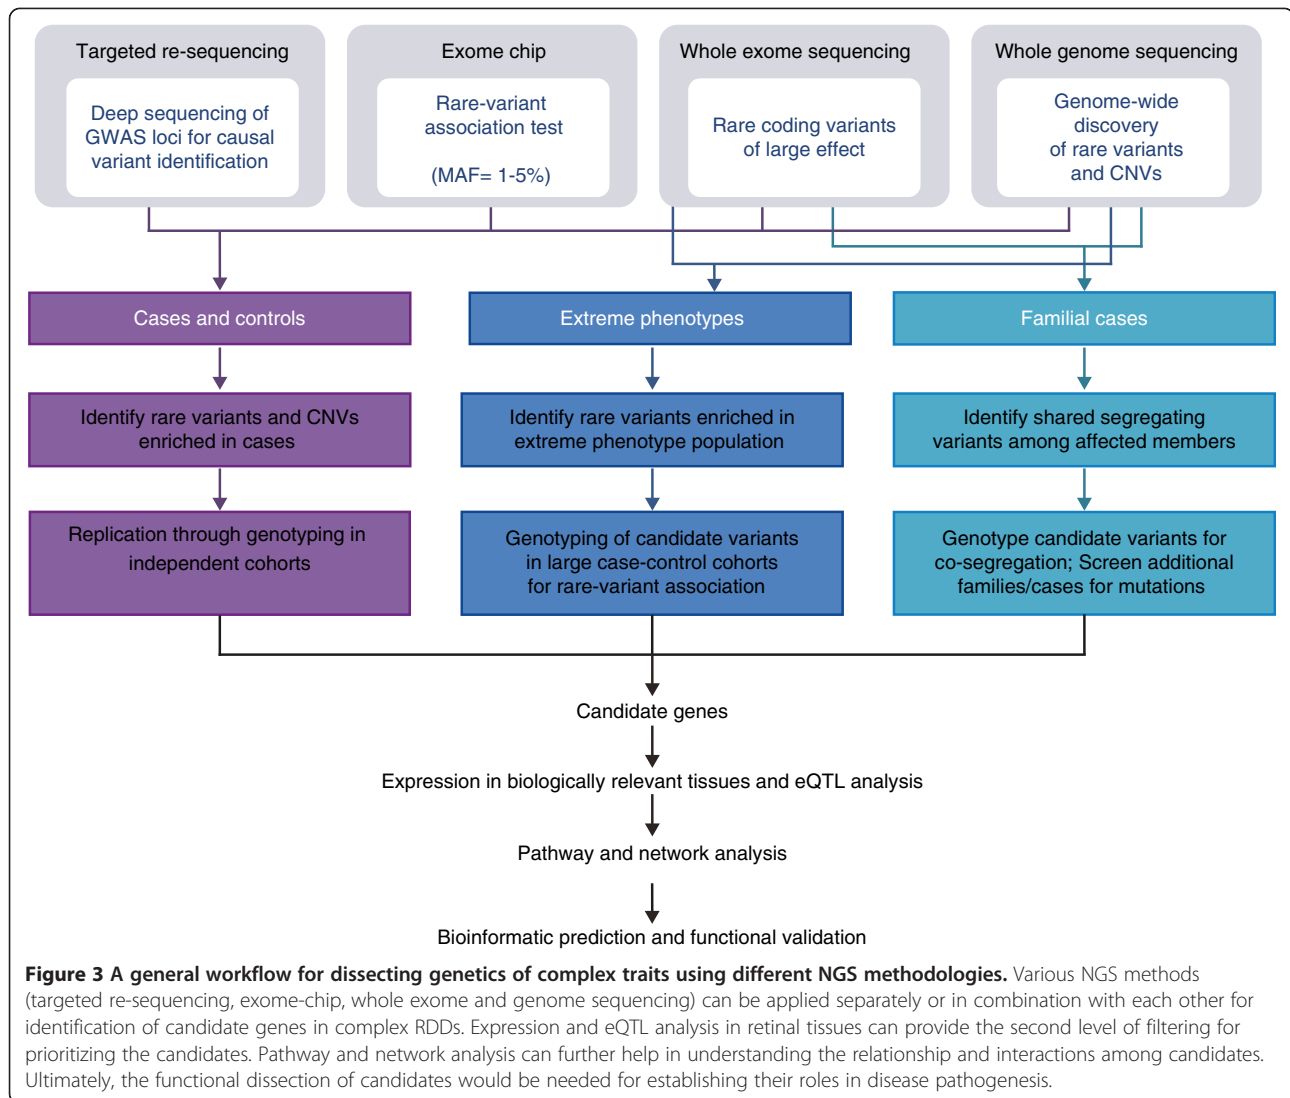 Targeted re-sequencing
Deep sequencing of
GWAS loci for causal
variant identification
Exome chip
Rare-variant
association test
(MAF= 1-5%)
Whole exome sequencing
Rare coding variants
of large effect
Whole genome sequencing
Genome-wide
discovery
of rare variants
and CNVs
Cases and controls
Extreme phenotypes
Familial cases
Identify rare variants and CNVs
enriched in cases
Identify rare variants enriched in
extreme phenotype population
Identify shared segregating
variants among affected members
Replication through genotyping in
independent cohorts
Genotyping of candidate variants
in large case-control cohorts
for rare-variant association
Genotype candidate variants for
co-segregation; Screen additional
families/cases for mutations
Candidate genes
Expression in biologically relevant tissues and eQTL analysis
Pathway and network analysis
Bioinformatic prediction and functional validation
Figure 3 A general workflow for dissecting genetics of complex traits using different NGS methodologies. Various NGS methods
(targeted re-sequencing, exome-chip, whole exome and genome sequencing) can be applied separately or in combination with each other for
identification of candidate genes in complex RDDs. Expression and eQTL analysis in retinal tissues can provide the second level of filtering for
prioritizing the candidates. Pathway and network analysis can further help in understanding the relationship and interactions among candidates.
Ultimately, the functional dissection of candidates would be needed for establishing their roles in disease pathogenesis.